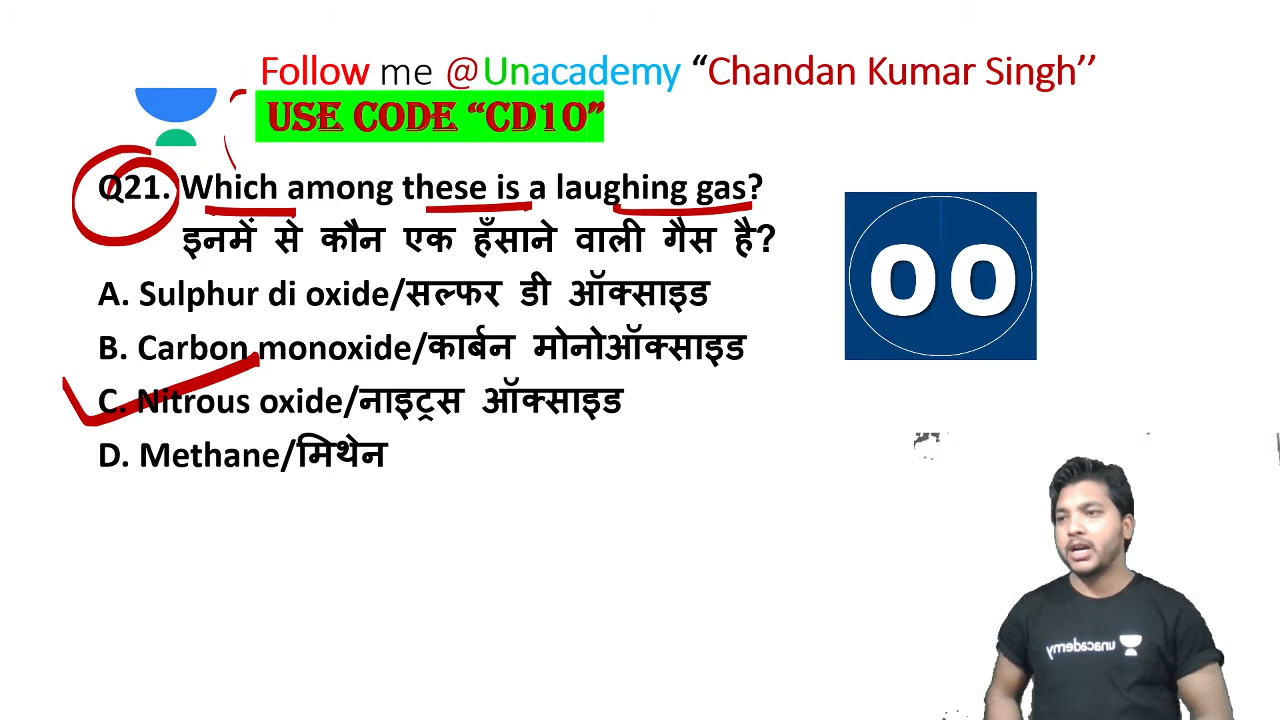 Follow me @Unacademy “Chandan Kumar Singh’’
USE CODE “CD10”
Q21. Which among these is a laughing gas?
इनमें से कौन एक हँसाने वाली गैस है?
00
A. Sulphur di oxide/सल्फर डी ऑक्साइड
B. Carbon monoxide/कार्बन मोनोऑक्साइड
C. Nitrous oxide/नाइट्रस ऑक्साइड
D. Methane/मिथेन
unacademy